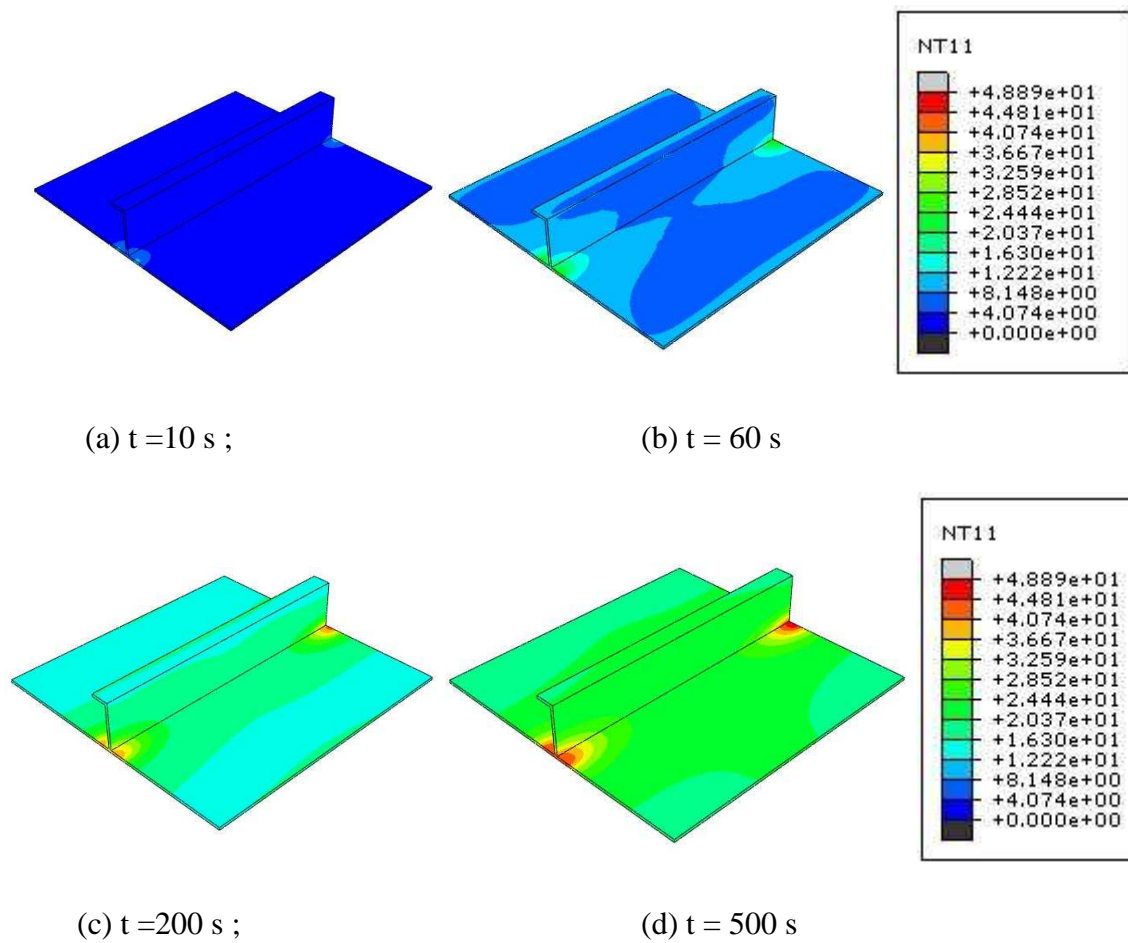 NT11
+4.889e+01
+4.481e+01
+4.074e+01
+3.667e+01
+3.259e+01
+2.852e+01
+2.444e+01
+2.037e+01
+1.630e+01
+1.222e+01
+8.148e+00
+4.074e+00
+0.000e+00
(a) t =10 s ;
(b) t = 60 s
NT11
+4.889e+01
+4.481e+01
+4.074e+01
+3.667e+01
+3.259e+01
+2.852e+01
+2.444e+01
+2.037e+01
+1.630e+01
+1.222e+01
+8.148e+00
+4.074e+00
+0.000e+00
(c) t =200 s ;
(d) t = 500 s